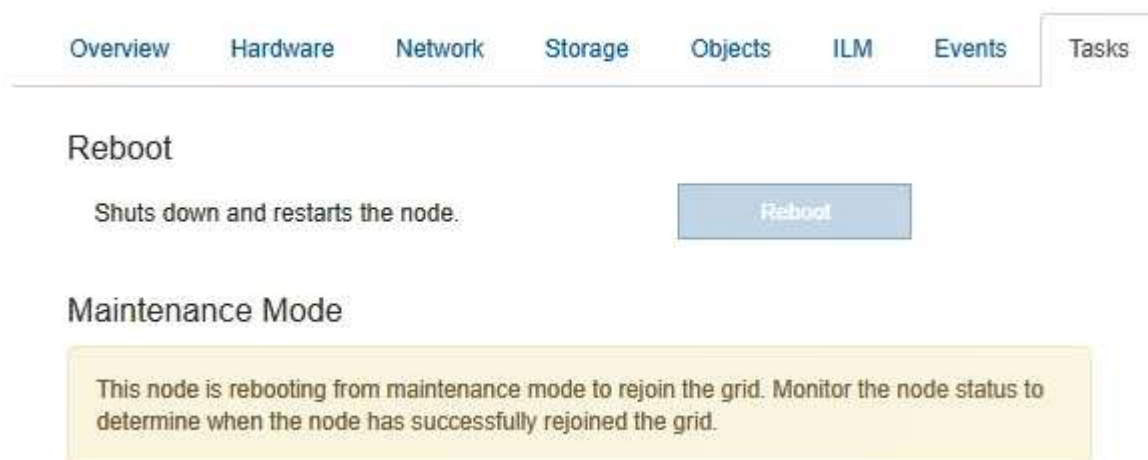 Overview Hardware Network Storage Objects ILM Events Tasks
Reboot
Shuts down and restarts the node. Reboot
Maintenance Mode
This node is rebooting from maintenance mode to rejoin the grid. Monitor the node status to
determine when the node has successfully rejoined the grid.